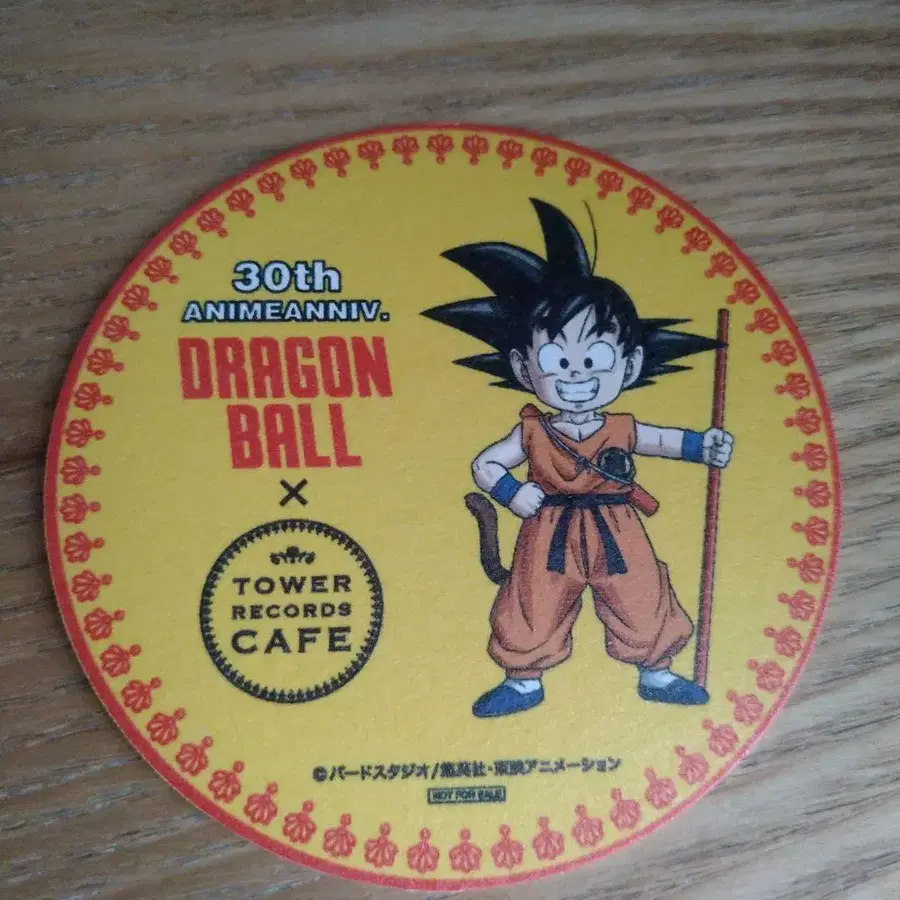 30th
ANIMEANNIV.
DRAGON
BALL
×
TOWER
RECORDS
CAFE
©バードスタジオ/集英社・東映アニメーション
NOT FOR SALE